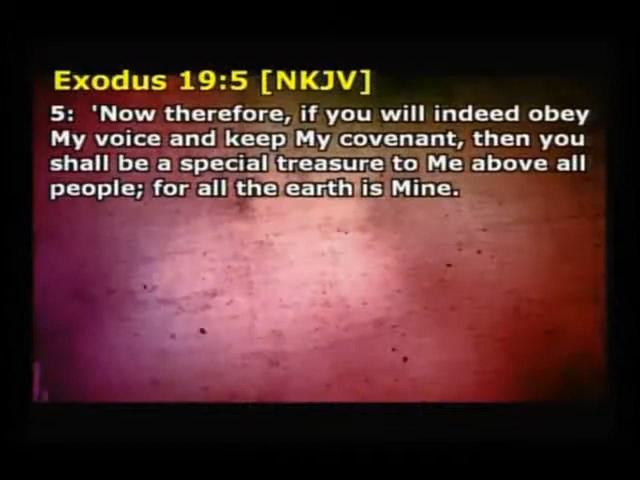 Exodus 19:5 [NKJV]
5: 'Now therefore, if you will indeed obey
My voice and keep My covenant, then you
shall be a special treasure to Me above all
people; for all the earth is Mine.